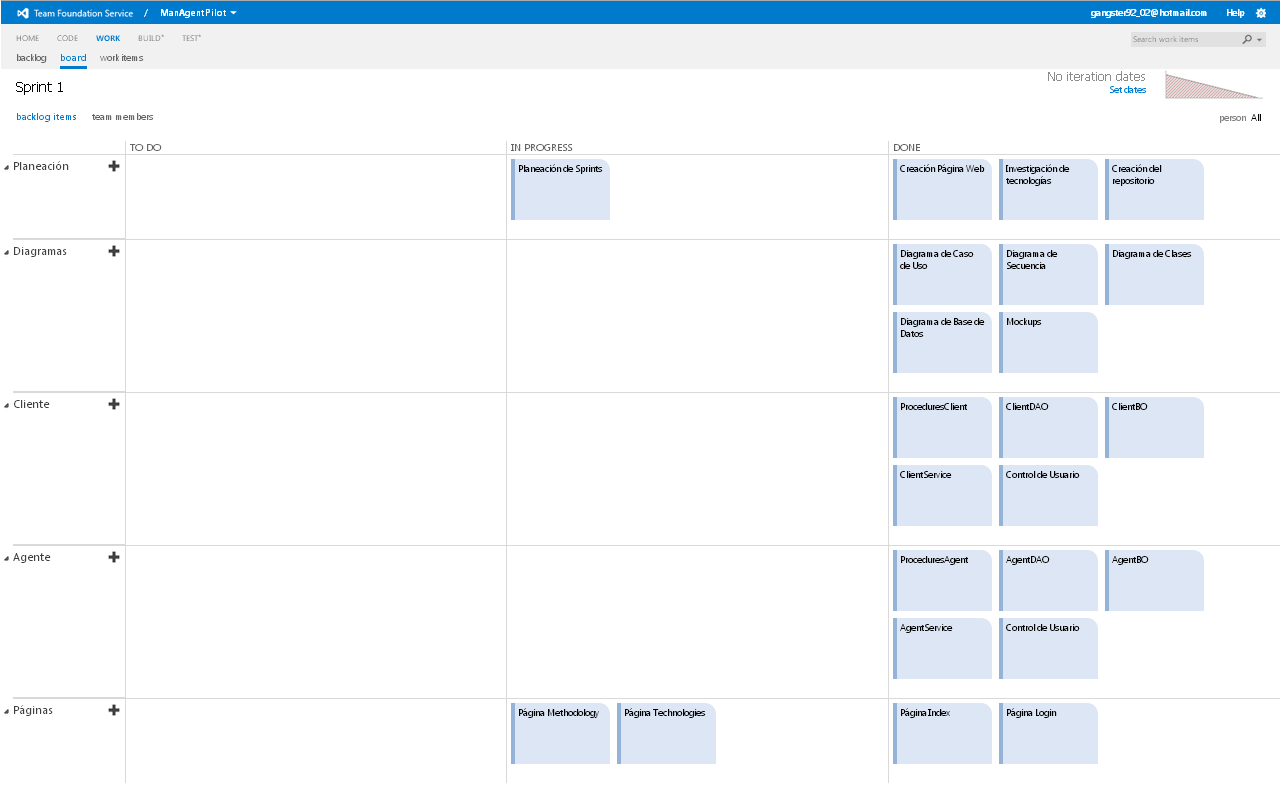 Team Foundation Service / ManAgentPilot
gangster92_02@hotmail.com Help
HOME CODE WORK BUILD* TEST*
Search work items
backlog board work items
Sprint 1
No iteration dates
Set dates
backlog items team members
person All
TO DO IN PROGRESS DONE
Planeación
Planeación de Sprints
Creación Página Web
Investigación de
tecnologías
Creación del
repositorio
Diagramas
Diagrama de Caso
de Uso
Diagrama de
Secuencia
Diagrama de Clases
Diagrama de Base de
Datos
Mockups
Cliente
ProceduresClient
ClientDAO
ClientBO
ClientService
Control de Usuario
Agente
ProceduresAgent
AgentDAO
AgentBO
AgentService
Control de Usuario
Páginas
Página Methodology
Página Technologies
Página Index
Página Login